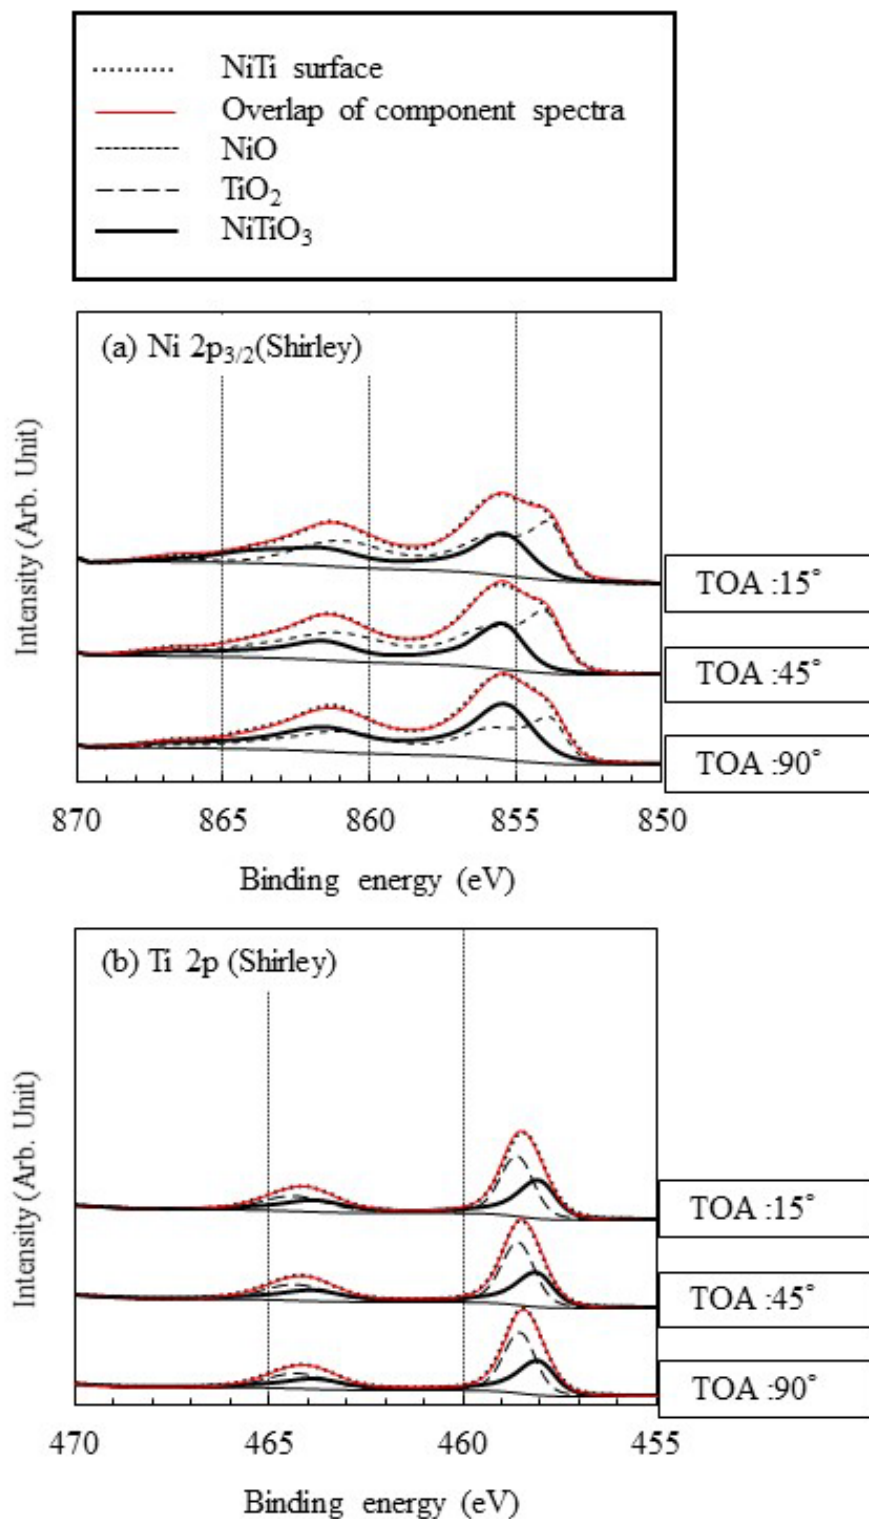 NiTi surface
Overlap of component spectra
NiO
TiO₂
NiTiO₃
(a) Ni 2p₃/₂(Shirley)
Intensity (Arb. Unit)
TOA :15°
TOA :45°
TOA :90°
870 865 860 855 850
Binding energy (eV)
(b) Ti 2p (Shirley)
Intensity (Arb. Unit)
TOA :15°
TOA :45°
TOA :90°
470 465 460 455
Binding energy (eV)